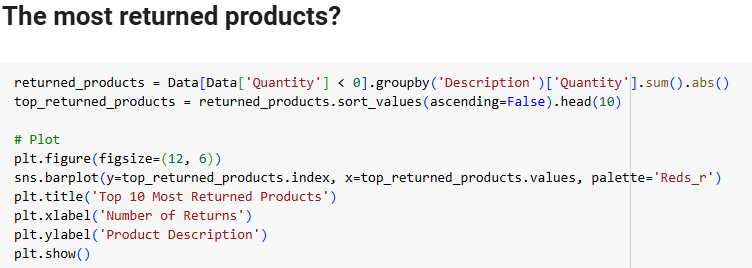 The most returned products?
returned_products = Data[Data['Quantity'] < 0].groupby('Description')['Quantity'].sum().abs()
top_returned_products = returned_products.sort_values(ascending=False).head(10)
# Plot
plt.figure(figsize=(12, 6))
sns.barplot(y=top_returned_products.index, x=top_returned_products.values, palette='Reds_r')
plt.title('Top 10 Most Returned Products')
plt.xlabel('Number of Returns')
plt.ylabel('Product Description')
plt.show()